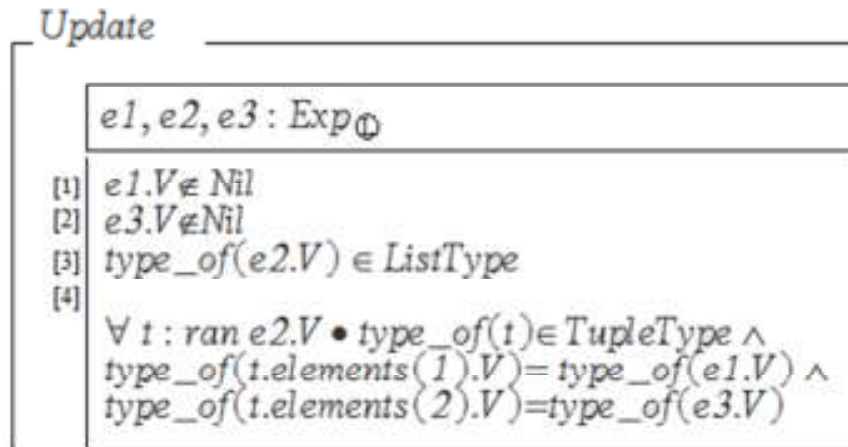 Update
e1, e2, e3 : Exp①
[1] e1.V∉ Nil
[2] e3.V∉Nil
[3] type_of(e2.V) ∈ ListType
[4]
∀ t : ran e2.V • type_of(t)∈ TupleType ∧
type_of(t.elements(1).V)= type_of(e1.V) ∧
type_of(t.elements(2).V)=type_of(e3.V)